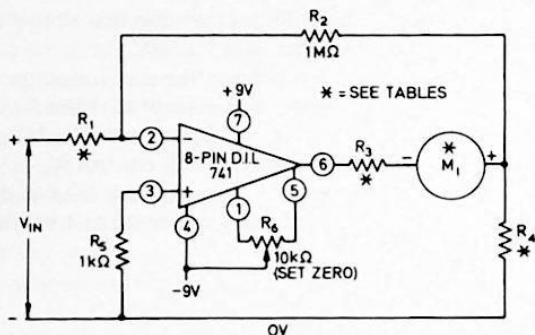 R2
1MΩ
+9V
* = SEE TABLES
R1
*
2
−
7
8-PIN D.I.L
741
6
R3
*
−
*
M1
+
3
+
4
1
5
R6
10kΩ
(SET ZERO)
R4
*
+
VIN
−
R5
1kΩ
-9V
0V